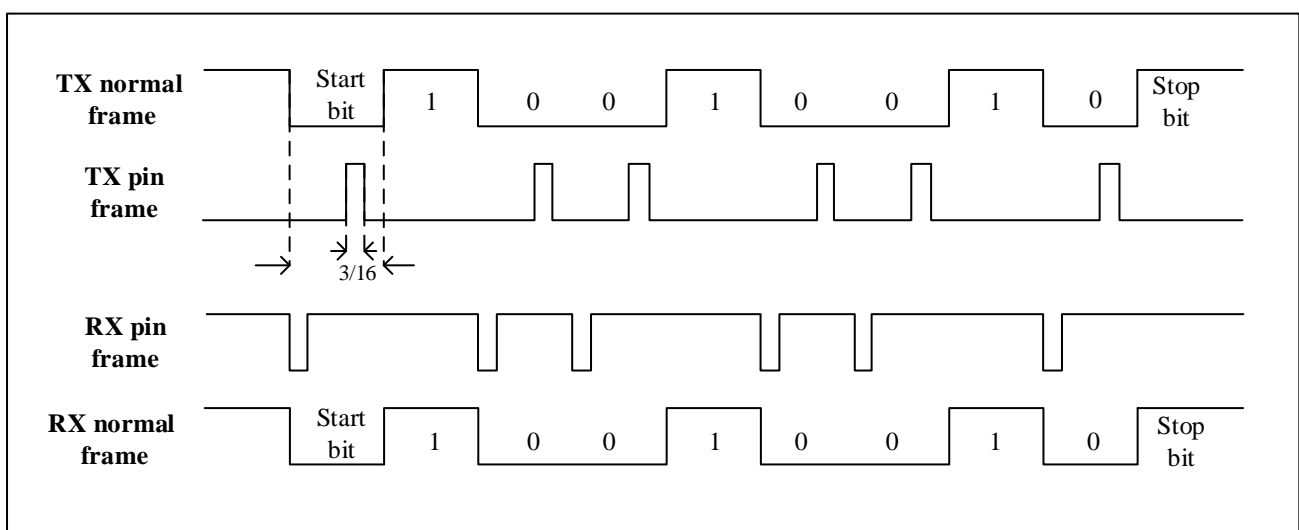 TX normal
frame
Start
bit
1 0 0 1 0 0 1 0
Stop
bit
TX pin
frame
3/16
RX pin
frame
RX normal
frame
Start
bit
1 0 0 1 0 0 1 0
Stop
bit